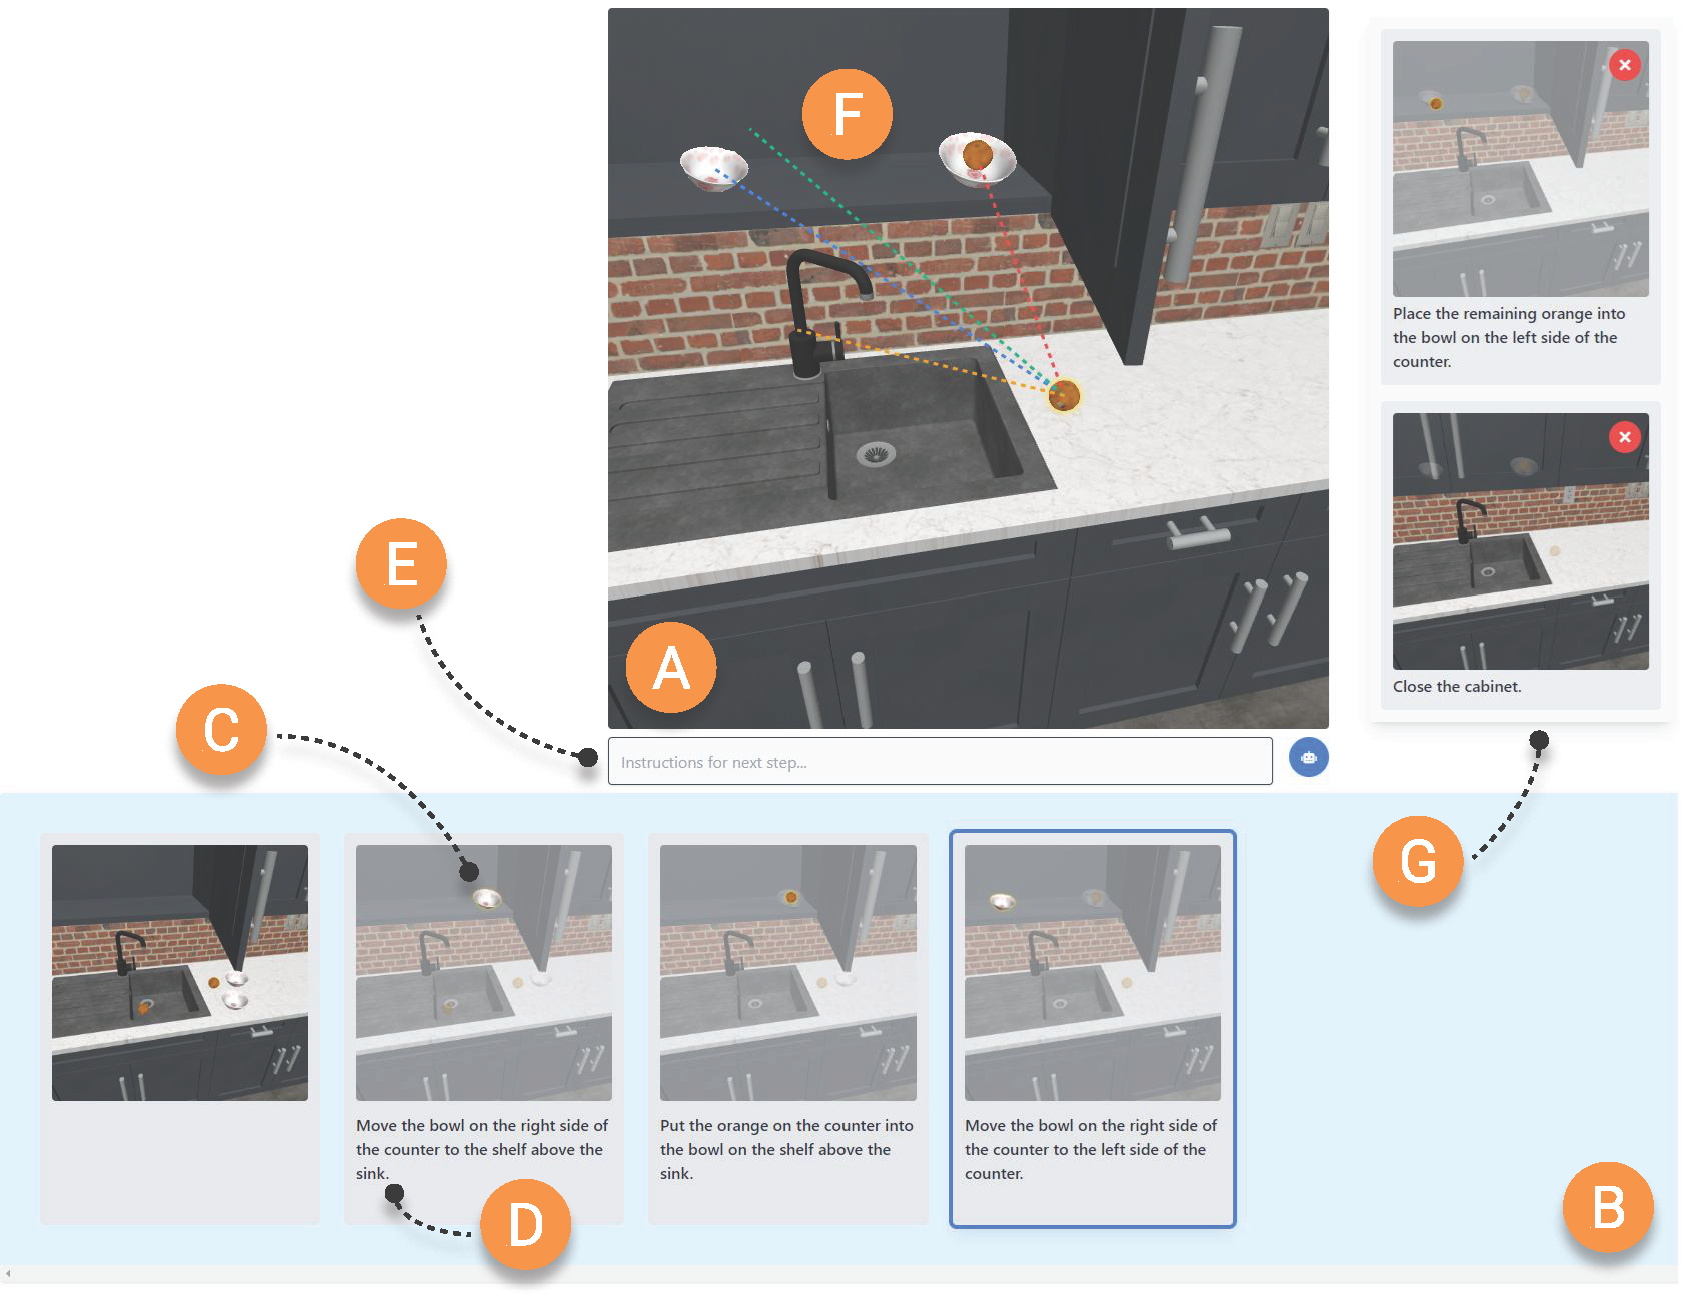 F
Place the remaining orange into
the bowl on the left side of the
counter.
E
A
C
Close the cabinet.
Instructions for next step...
G
Move the bowl on the right side of
the counter to the shelf above the
sink.
Put the orange on the counter into
the bowl on the shelf above the
sink.
Move the bowl on the right side of
the counter to the left side of the
counter.
D
B